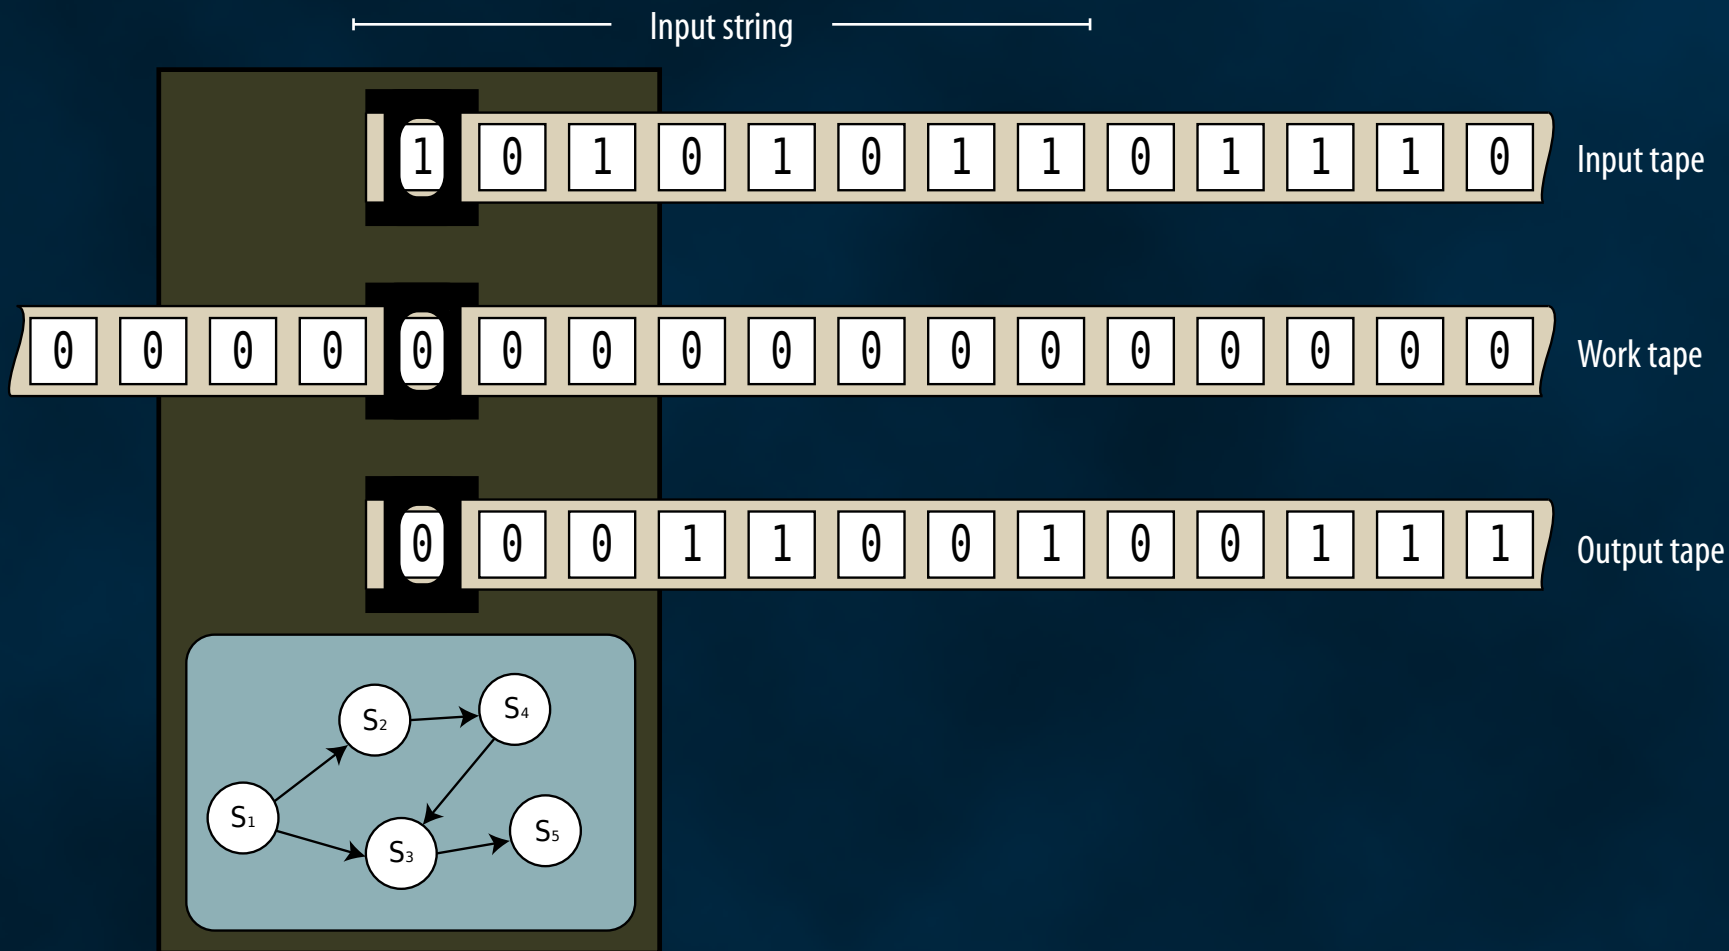 Input string
1 0 1 0 1 0 1 1 0 1 1 1 0 Input tape
0 0 0 0 0 0 0 0 0 0 0 0 0 0 0 0 0 Work tape
0 0 0 1 1 0 0 1 0 0 1 1 1 Output tape
S₂ S₄
S₁ S₃ S₅